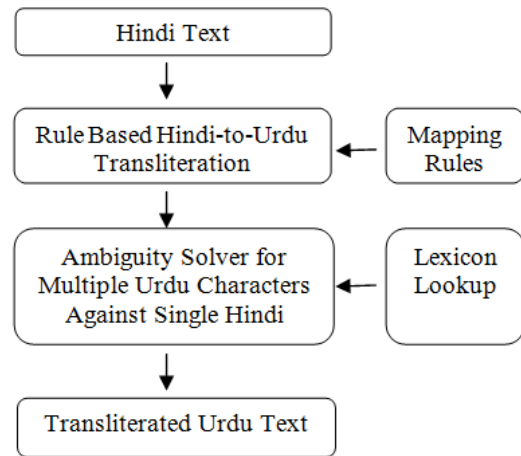 Hindi Text
Rule Based Hindi-to-Urdu
Transliteration
Mapping
Rules
Ambiguity Solver for
Multiple Urdu Characters
Against Single Hindi
Lexicon
Lookup
Transliterated Urdu Text